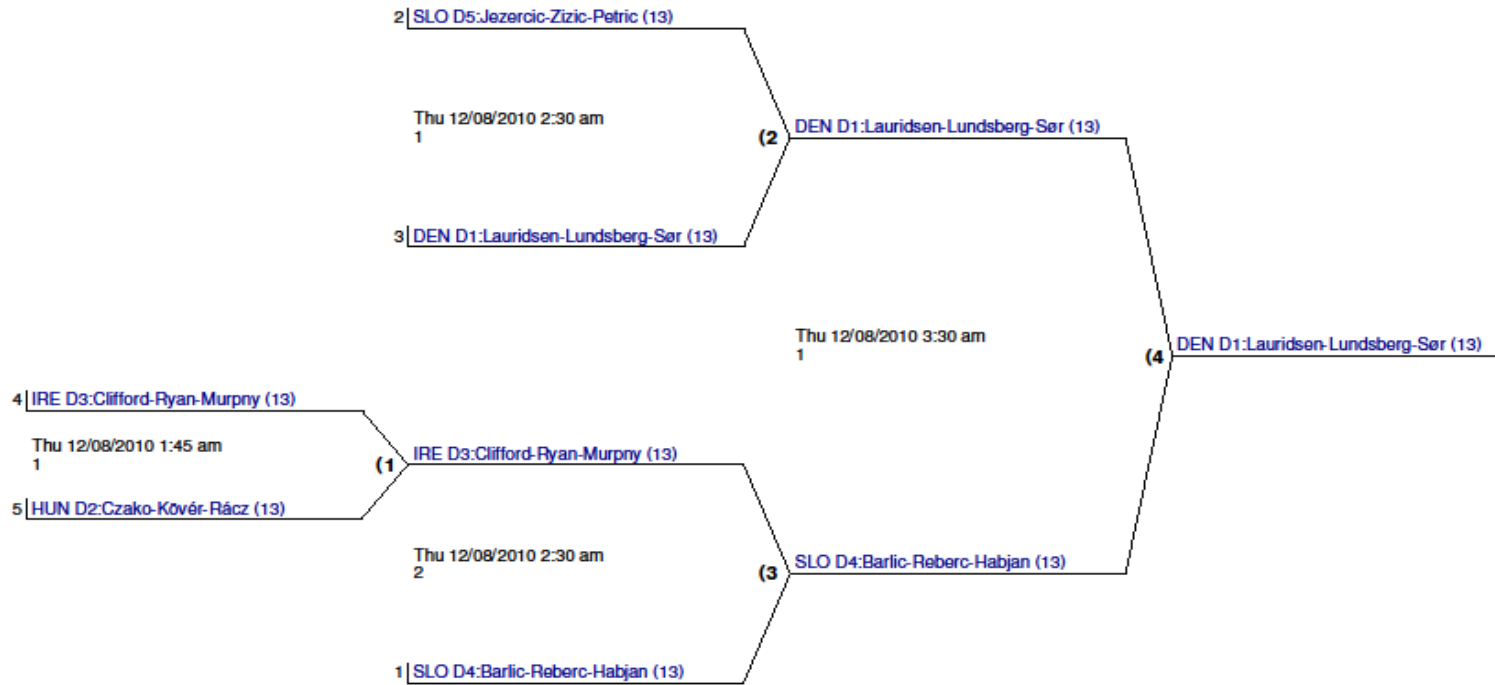 2 SLO D5:Jezercic-Zizic-Petric (13)
Thu 12/08/2010 2:30 am
1
(2 DEN D1:Lauridsen-Lundsberg-Sør (13)
3 DEN D1:Lauridsen-Lundsberg-Sør (13)
Thu 12/08/2010 3:30 am
1
(4 DEN D1:Lauridsen-Lundsberg-Sør (13)
4 IRE D3:Clifford-Ryan-Murpny (13)
Thu 12/08/2010 1:45 am
1
(1 IRE D3:Clifford-Ryan-Murpny (13)
5 HUN D2:Czako-Kövér-Rácz (13)
Thu 12/08/2010 2:30 am
2
(3 SLO D4:Barlic-Reberc-Habjan (13)
1 SLO D4:Barlic-Reberc-Habjan (13)